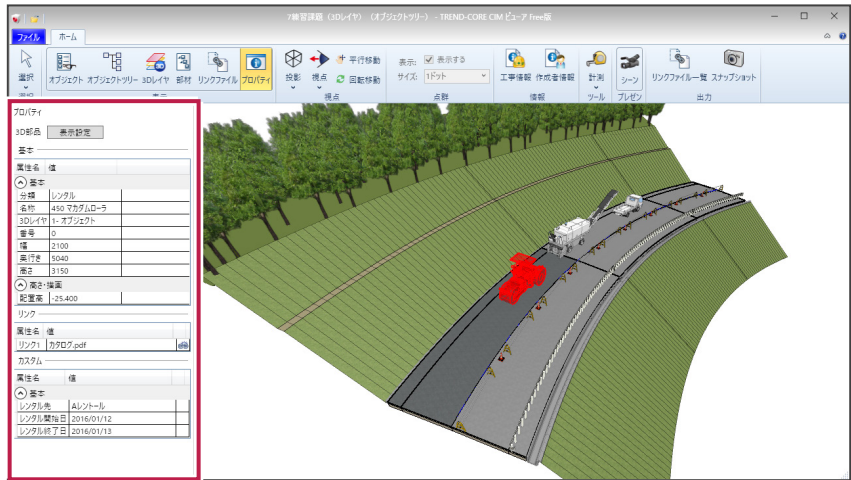 7練習課題（3Dレイヤ）（オブジェクトツリー） - TREND-CORE CIM ビューア Free版
ファイル ホーム
選択 オブジェクト オブジェクトツリー 3Dレイヤ 部材 リンクファイル プロパティ 投影 視点 平行移動 回転移動 表示: 表示する サイズ: 1ドット 工事情報 作成者情報 計測 シーン リンクファイル一覧 スナップショット
選択 表示 視点 点群 情報 ツール プレゼン 出力
プロパティ
3D部品 表示設定
基本
属性名 値
基本
分類 レンタル
名称 450 マカダムローラ
3DLイヤ 1- オブジェクト
番号 0
幅 2100
奥行き 5040
高さ 3150
高さ・描画
配置高 -25.400
リンク
属性名 値
リンク1 カタログ.pdf
カスタム
属性名 値
基本
レンタル先 Aレントール
レンタル開始日 2016/01/12
レンタル終了日 2016/01/13